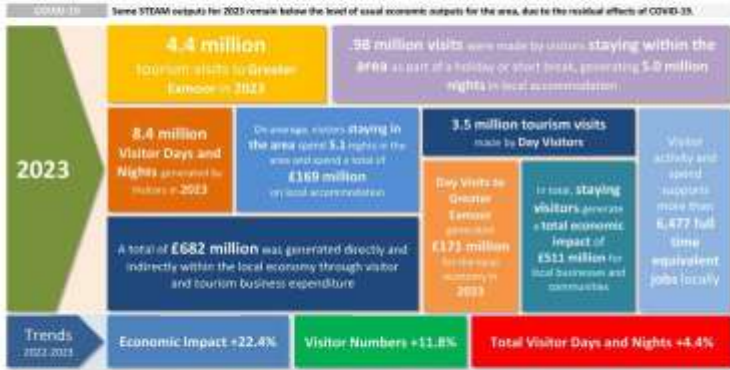 COVID-19
Some STEAM outputs for 2023 remain below the level of usual economic outputs for the area, due to the residual effects of COVID-19.
2023
4.4 million
tourism visits to Greater
Exmoor in 2023
.98 million visits were made by visitors staying within the
area as part of a holiday or short break, generating 5.0 million
nights in local accommodation
8.4 million
Visitor Days and
Nights generated by
visitors in 2023
On average, visitors staying in
the area spend 5.1 nights in the
area and spend a total of
£169 million
on local accommodation
3.5 million tourism visits
made by Day Visitors
Visitor
activity and
spend
supports
more than
6,477 full
time
equivalent
jobs locally
A total of £682 million was generated directly and
indirectly within the local economy through visitor
and tourism business expenditure
Day Visits to
Greater
Exmoor
generated
£171 million
for the local
economy in
2023
In total, staying
visitors generate
a total economic
impact of
£511 million for
local businesses and
communities
Trends
2022-2023
Economic Impact +22.4%
Visitor Numbers +11.8%
Total Visitor Days and Nights +4.4%